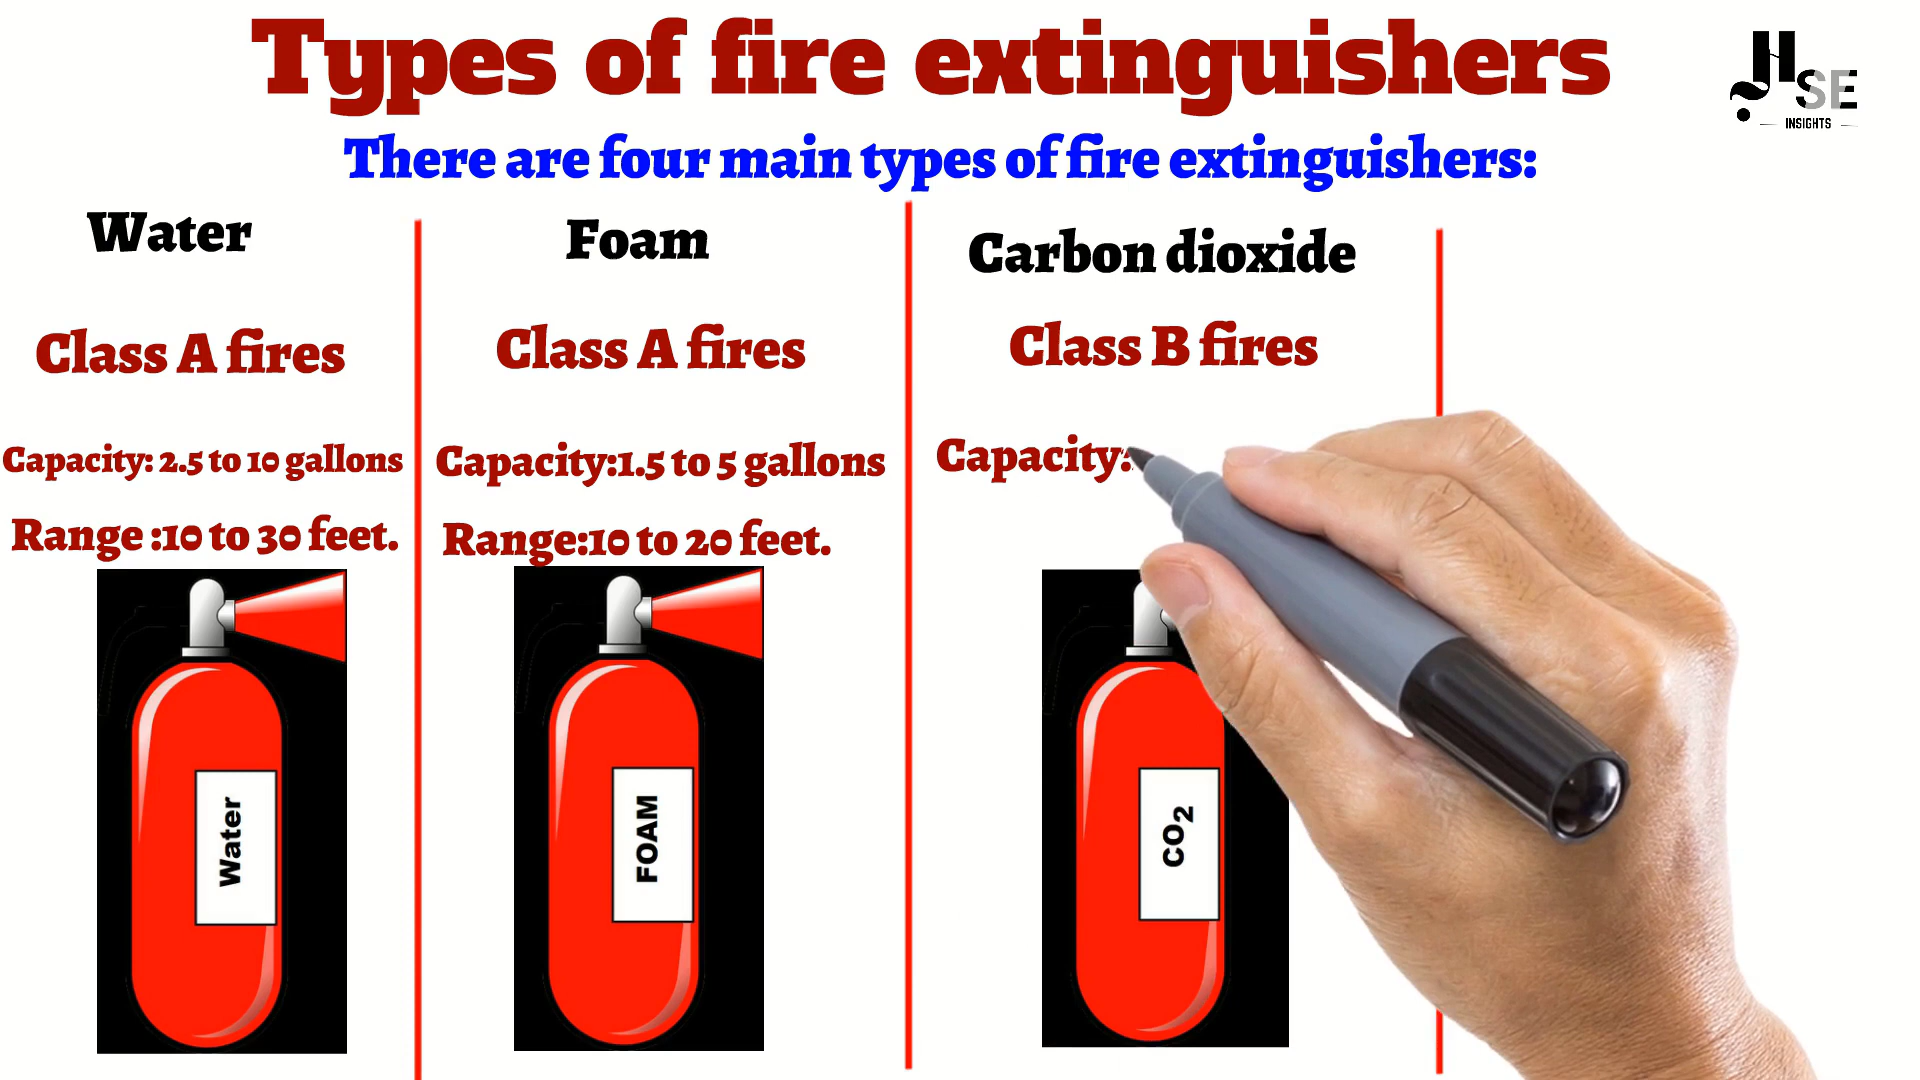 Types of fire extinguishers
HSE
INSIGHTS
There are four main types of fire extinguishers:
Water
Class A fires
Capacity: 2.5 to 10 gallons
Range :10 to 30 feet.
Water
Foam
Class A fires
Capacity:1.5 to 5 gallons
Range:10 to 20 feet.
FOAM
Carbon dioxide
Class B fires
Capacity:
CO2